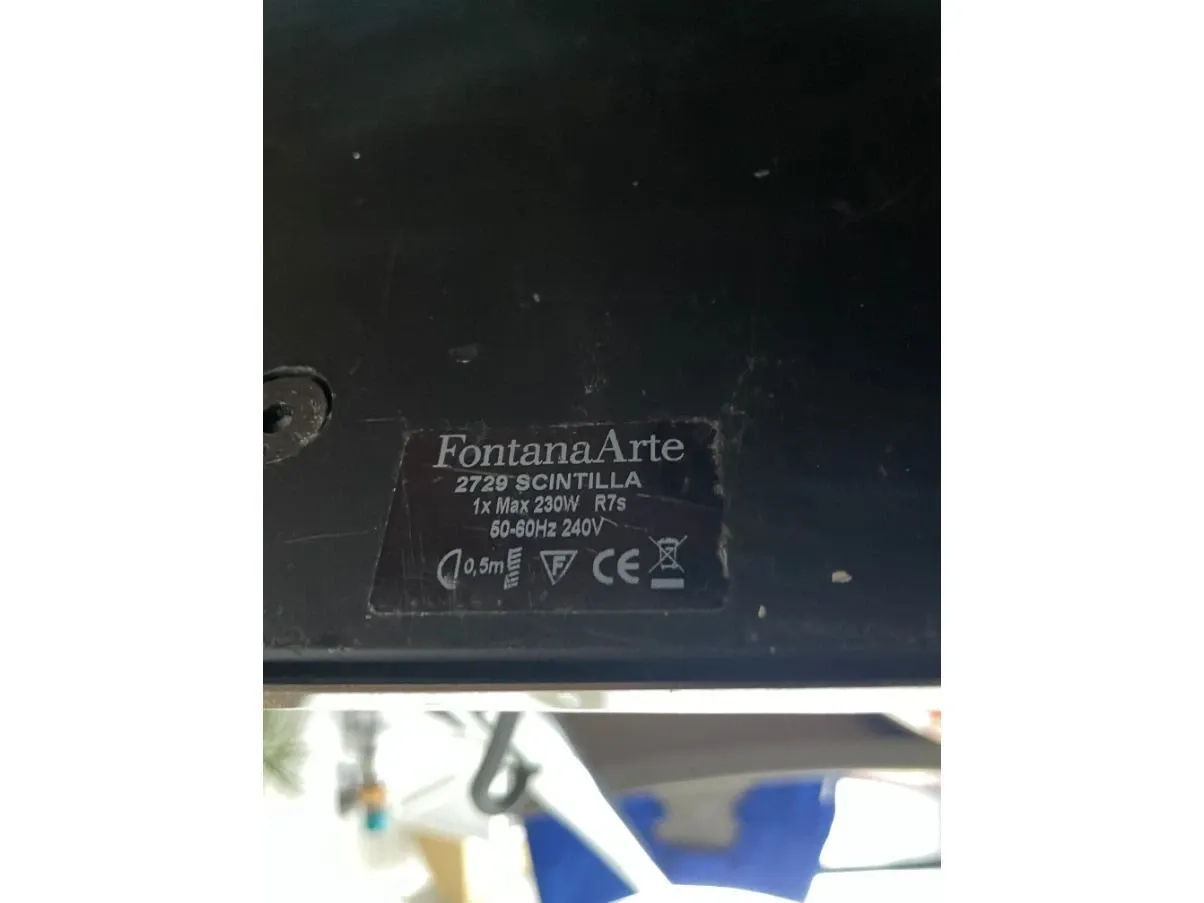 FontanaArte
2729 SCINTILLA
1x Max 230W R7s
50-60Hz 240V
0,5m F CE